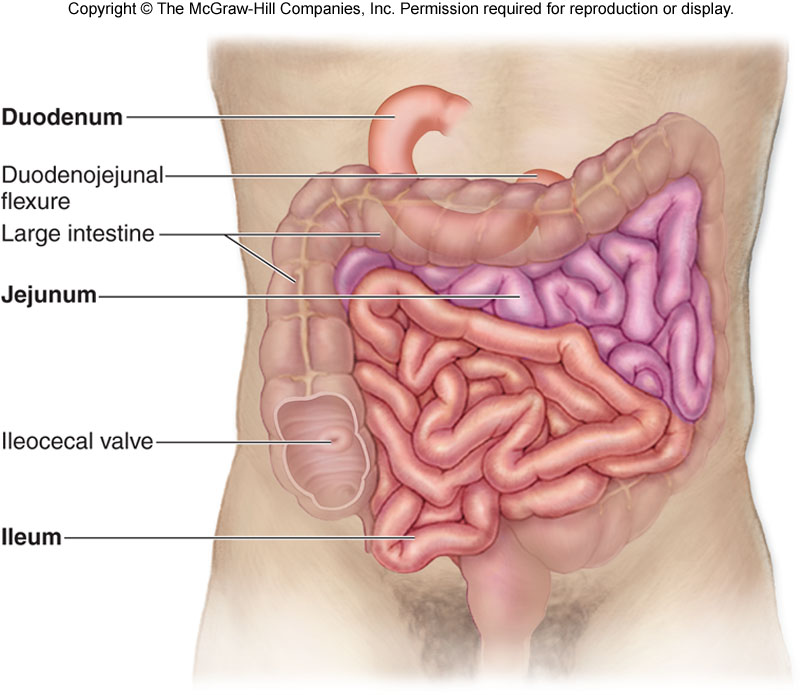 Copyright © The McGraw-Hill Companies, Inc. Permission required for reproduction or display.
Duodenum
Duodenojejunal
flexure
Large intestine
Jejunum
Ileocecal valve
Ileum